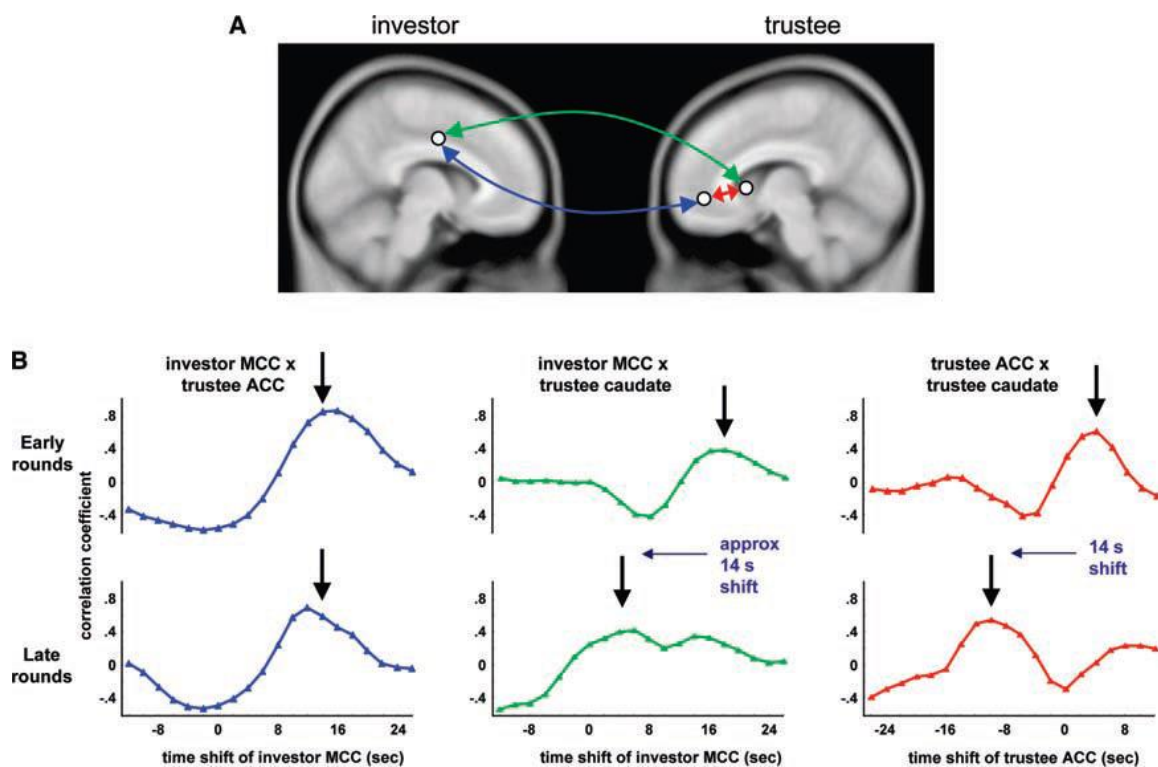 A
investor
trustee
B
investor MCC x
trustee ACC
investor MCC x
trustee caudate
trustee ACC x
trustee caudate
Early
rounds
Late
rounds
correlation coefficient
.8
.4
0
-.4
.8
.4
0
-.4
.8
.4
0
-.4
approx
14 s
shift
14 s
shift
.8
.4
0
-.4
.8
.4
0
-.4
.8
.4
0
-.4
-8 0 8 16 24
-8 0 8 16 24
-24 -16 -8 0 8
time shift of investor MCC (sec)
time shift of investor MCC (sec)
time shift of trustee ACC (sec)